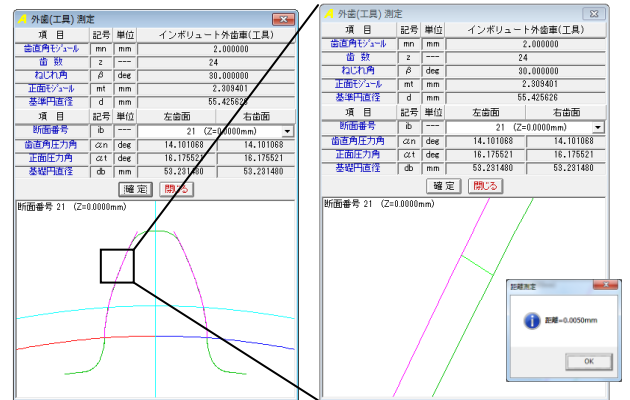 外歯(工具) 測定
項 目 記号 単位 インボリュート外歯車(工具)
歯直角モジュール mn mm 2.000000
歯 数 z --- 24
ねじれ角 β deg 30.000000
正面モジュール mt mm 2.309401
基準円直径 d mm 55.425626
項 目 記号 単位 左歯面 右歯面
断面番号 ib --- 21 (Z=0.0000mm)
歯直角圧力角 αn deg 14.101068 14.101068
正面圧力角 αt deg 16.175521 16.175521
基礎円直径 db mm 53.231480 53.231480
確 定 閉じる
断面番号 21 (Z=0.0000mm)
外歯(工具) 測定
項 目 記号 単位 インボリュート外歯車(工具)
歯直角モジュール mn mm 2.000000
歯 数 z --- 24
ねじれ角 β deg 30.000000
正面モジュール mt mm 2.309401
基準円直径 d mm 55.425626
項 目 記号 単位 左歯面 右歯面
断面番号 ib --- 21 (Z=0.0000mm)
歯直角圧力角 αn deg 14.101068 14.101068
正面圧力角 αt deg 16.175521 16.175521
基礎円直径 db mm 53.231480 53.231480
確 定 閉じる
断面番号 21 (Z=0.0000mm)
距離測定
距離=0.0050mm
OK